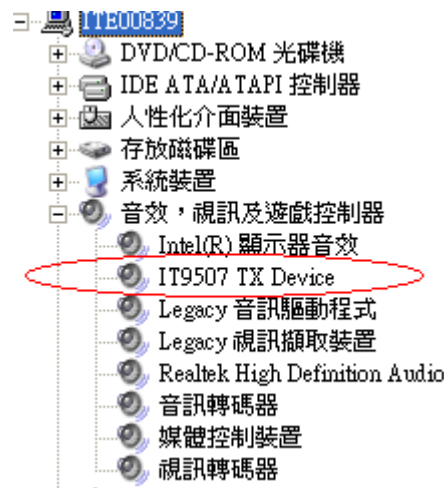 ITE00839
DVD/CD-ROM 光碟機
IDE ATA/ATAPI 控制器
人性化介面裝置
存放磁碟區
系統裝置
音效，視訊及遊戲控制器
Intel(R) 顯示器音效
IT9507 TX Device
Legacy 音訊驅動程式
Legacy 視訊擷取裝置
Realtek High Definition Audio
音訊轉碼器
媒體控制裝置
視訊轉碼器